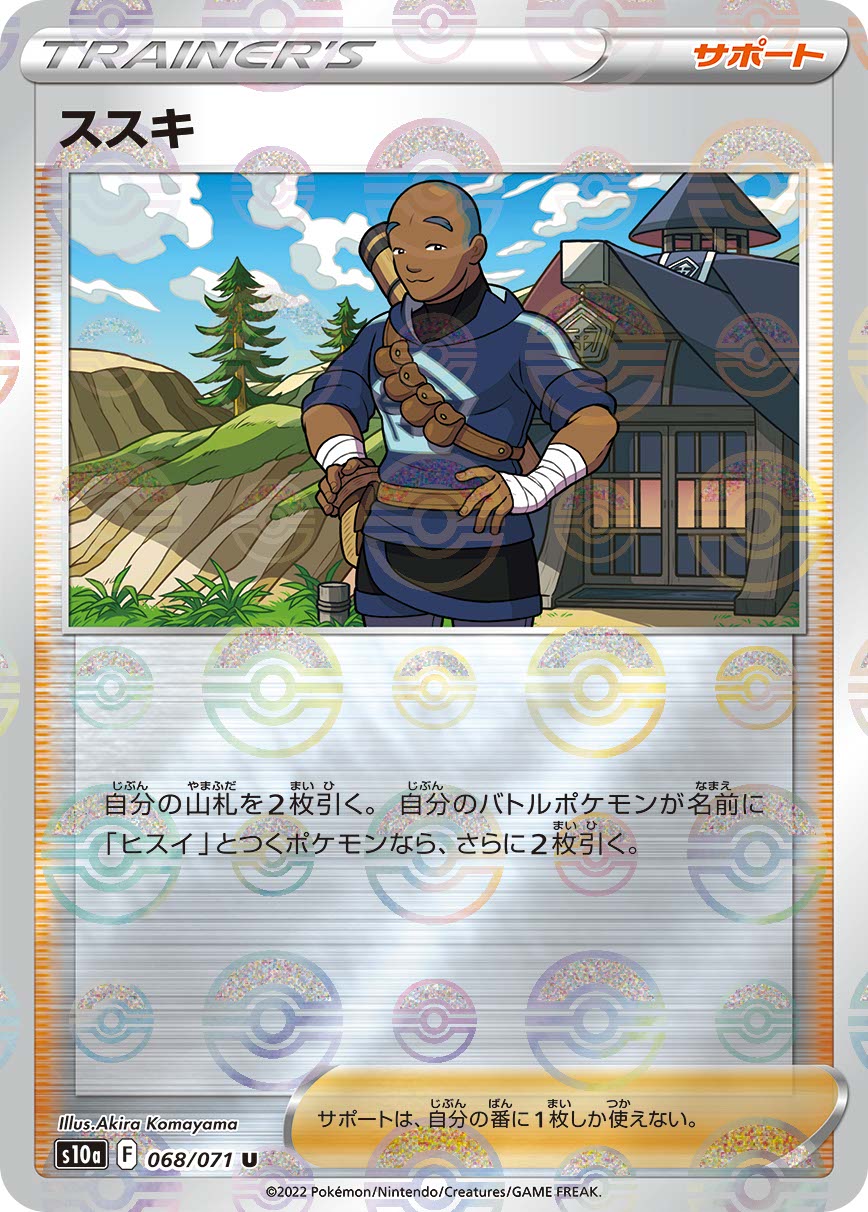 TRAINER'S
サポート
ススキ
自分の山札を2枚引く。 自分のバトルポケモンが名前に
「ヒスイ」とつくポケモンなら、さらに2枚引く。
サポートは、自分の番に1枚しか使えない。
Illus.Akira Komayama
s10a F 068/071 U
©2022 Pokémon/Nintendo/Creatures/GAME FREAK.